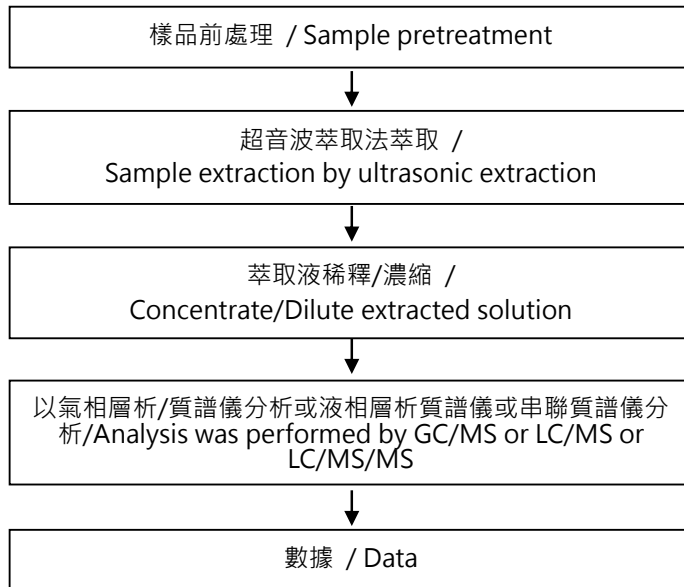 樣品前處理 / Sample pretreatment
超音波萃取法萃取 /
Sample extraction by ultrasonic extraction
萃取液稀釋/濃縮 /
Concentrate/Dilute extracted solution
以氣相層析/質譜儀分析或液相層析質譜儀或串聯質譜儀分
析/Analysis was performed by GC/MS or LC/MS or
LC/MS/MS
數據 / Data